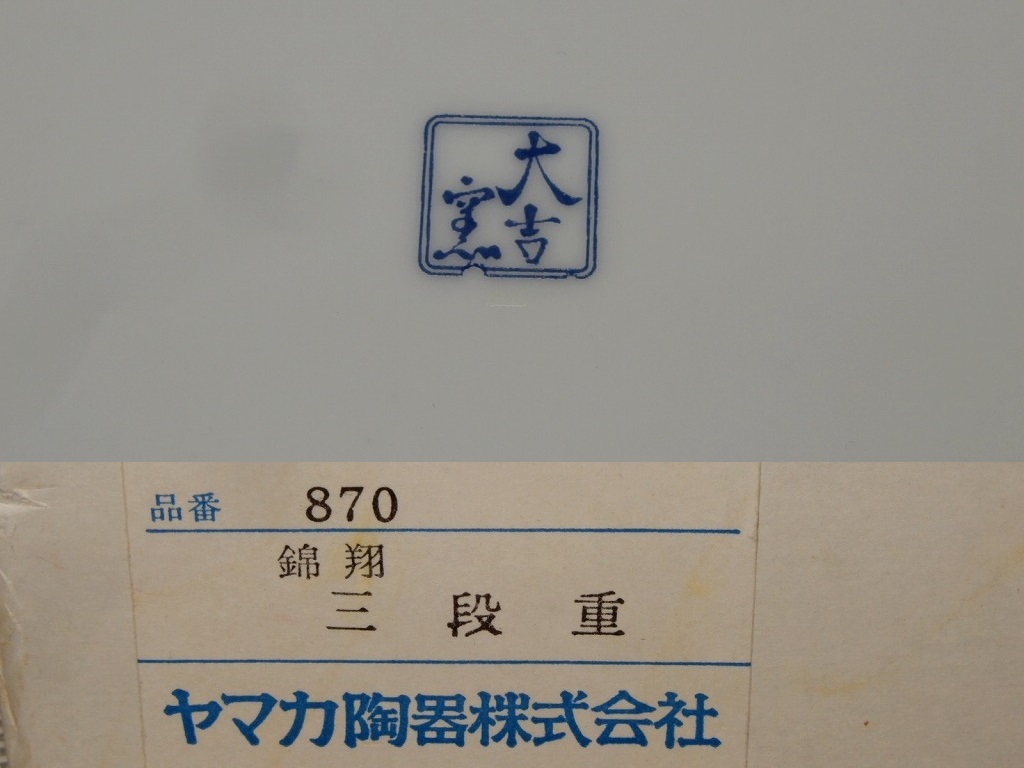 大吉
窯
品番 870
錦翔
三段重
ヤマカ陶器株式会社